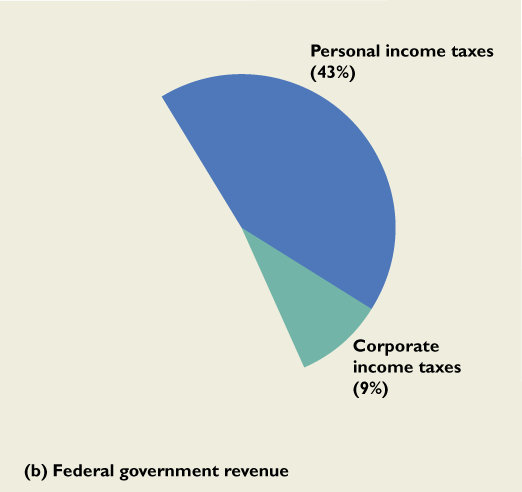 Personal income taxes
(43%)
Corporate
income taxes
(9%)
(b) Federal government revenue